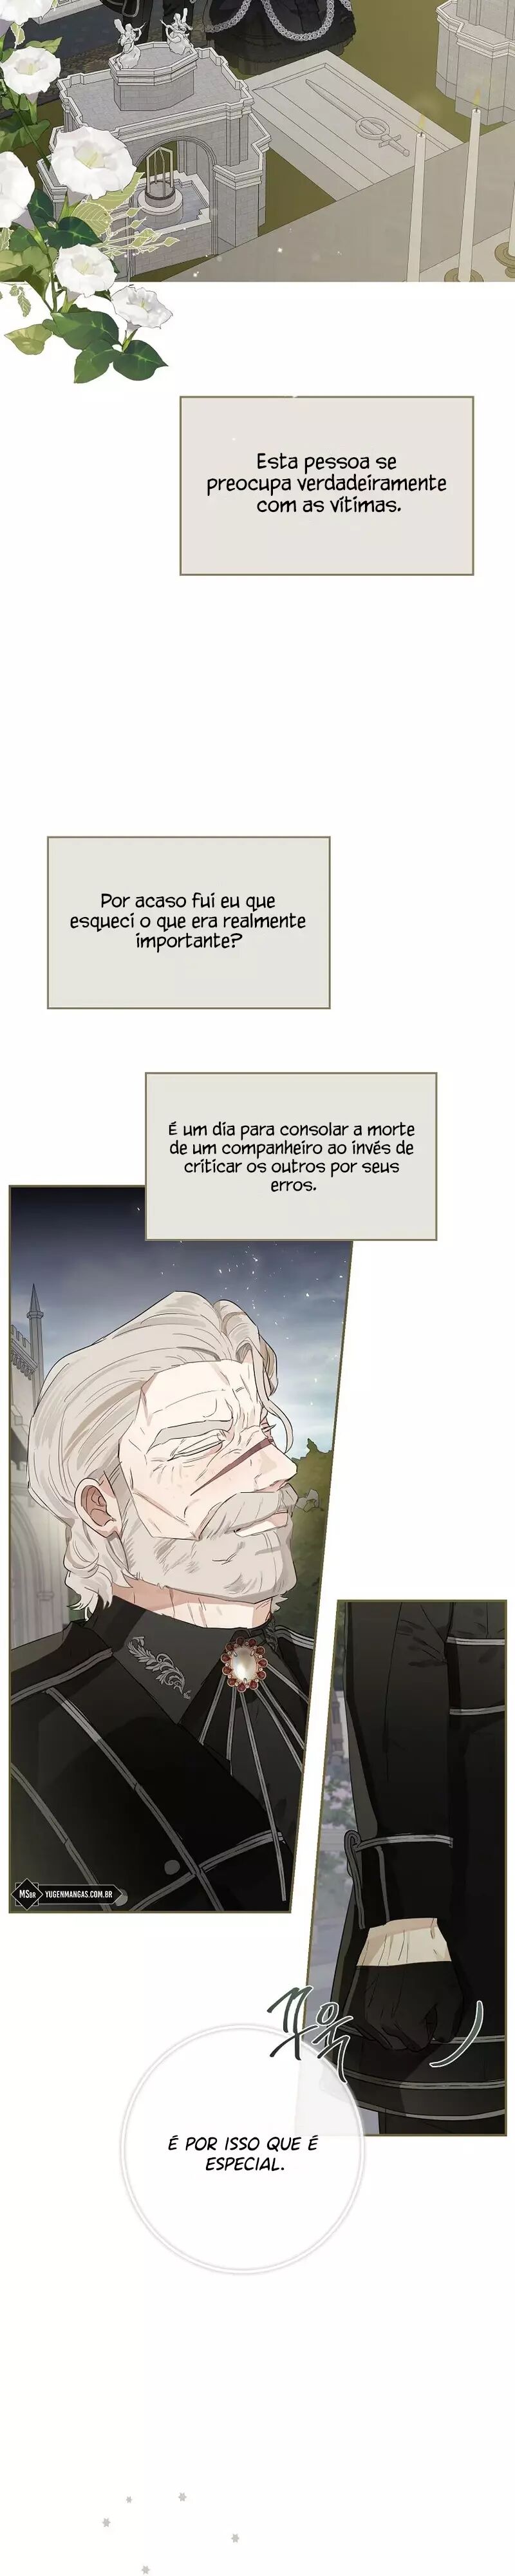 Esta pessoa se
preocupa verdadeiramente
com as vítimas.
Por acaso fui eu que
esqueci o que era realmente
importante?
É um dia para consolar a morte
de um companheiro ao invés de
criticar os outros por seus
erros.
MSBR YUGENMANGAS.COM.BR
É POR ISSO QUE É
ESPECIAL.